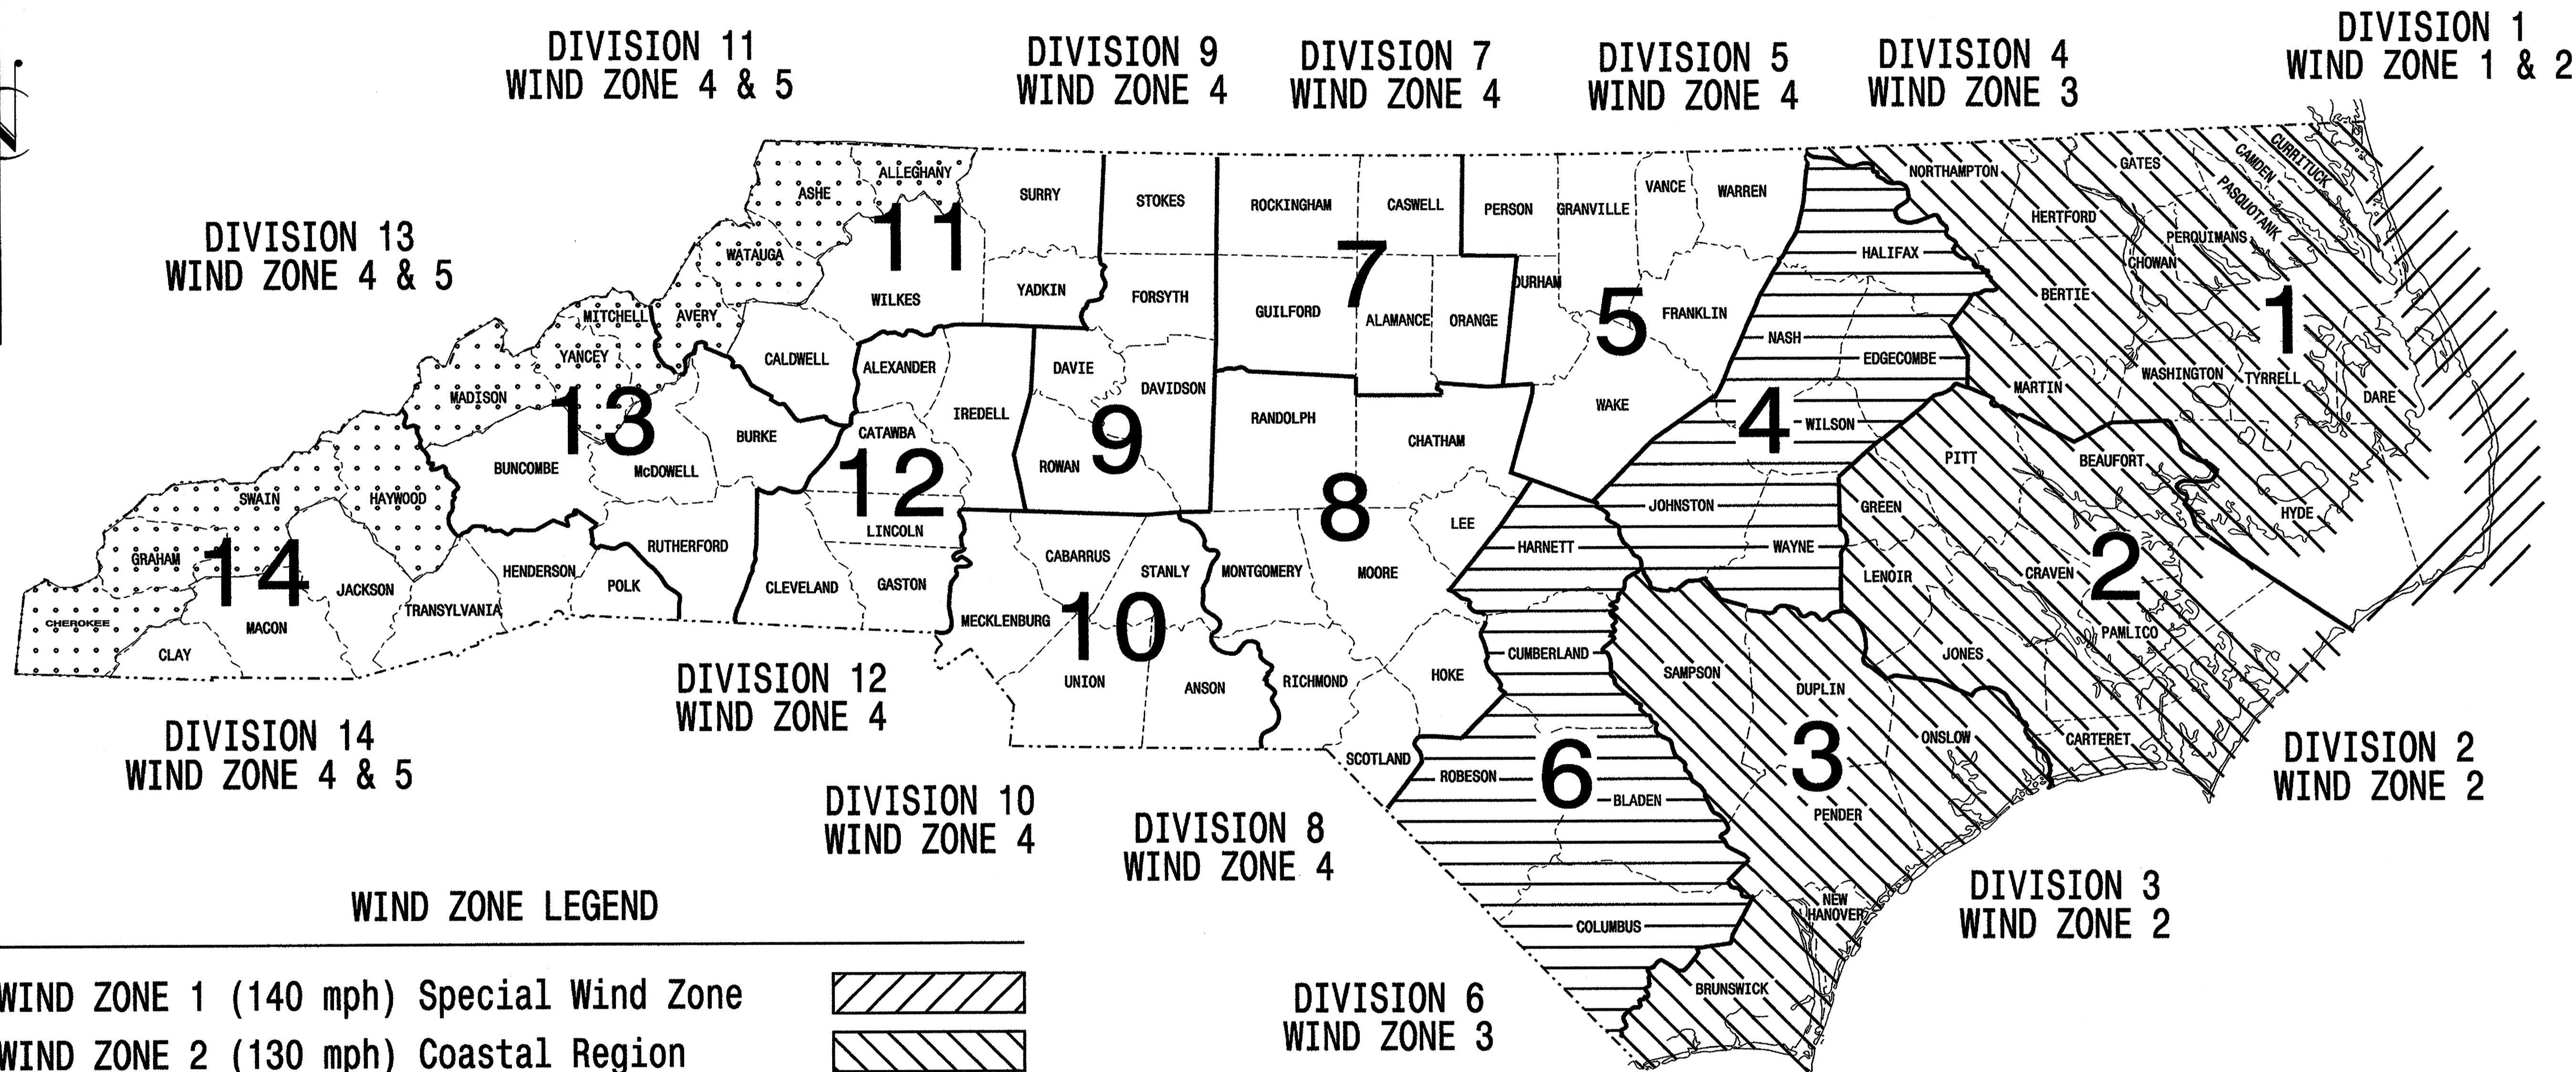 DIVISION 11
WIND ZONE 4 & 5
DIVISION 9
WIND ZONE 4
DIVISION 7
WIND ZONE 4
DIVISION 5
WIND ZONE 4
DIVISION 4
WIND ZONE 3
DIVISION 1
WIND ZONE 1 & 2
N
DIVISION 13
WIND ZONE 4 & 5
ASHE
ALLEGHANY
SURRY
STOKES
ROCKINGHAM
CASWELL
PERSON
GRANVILLE
VANCE
WARREN
NORTHAMPTON
GATES
CAMDEN
CURRITUCK
PASQUOTANK
HERTFORD
PERQUIMANS
CHOWAN
HALIFAX
BERTIE
11
WATAUGA
WILKES
YADKIN
FORSYTH
GUILFORD
7
ALAMANCE
ORANGE
DURHAM
5
FRANKLIN
NASH
EDGECOMBE
MARTIN
WASHINGTON
TYRRELL
DARE
1
MITCHELL
AVERY
YANCEY
CALDWELL
ALEXANDER
DAVIE
DAVIDSON
IREDELL
RANDOLPH
CHATHAM
WAKE
4
WILSON
MADISON
13
BURKE
CATAWBA
ROWAN
9
PITT
BEAUFORT
BUNCOMBE
McDOWELL
12
LINCOLN
8
LEE
JOHNSTON
GREEN
HYDE
SWAIN
HAYWOOD
RUTHERFORD
CABARRUS
STANLY
MONTGOMERY
MOORE
HARNETT
WAYNE
LENOIR
CRAVEN
2
GRAHAM
14
JACKSON
HENDERSON
POLK
CLEVELAND
GASTON
TRANSYLVANIA
MECKLENBURG
10
CHEROKEE
MACON
CLAY
UNION
ANSON
RICHMOND
HOKE
CUMBERLAND
SAMPSON
DUPLIN
JONES
PAMLICO
SCOTLAND
ROBESON
6
BLADEN
3
ONSLOW
CARTERET
PENDER
NEW
HANOVER
COLUMBUS
BRUNSWICK
DIVISION 14
WIND ZONE 4 & 5
DIVISION 12
WIND ZONE 4
DIVISION 10
WIND ZONE 4
DIVISION 8
WIND ZONE 4
DIVISION 2
WIND ZONE 2
DIVISION 3
WIND ZONE 2
DIVISION 6
WIND ZONE 3
WIND ZONE LEGEND
WIND ZONE 1 (140 mph) Special Wind Zone
WIND ZONE 2 (130 mph) Coastal Region